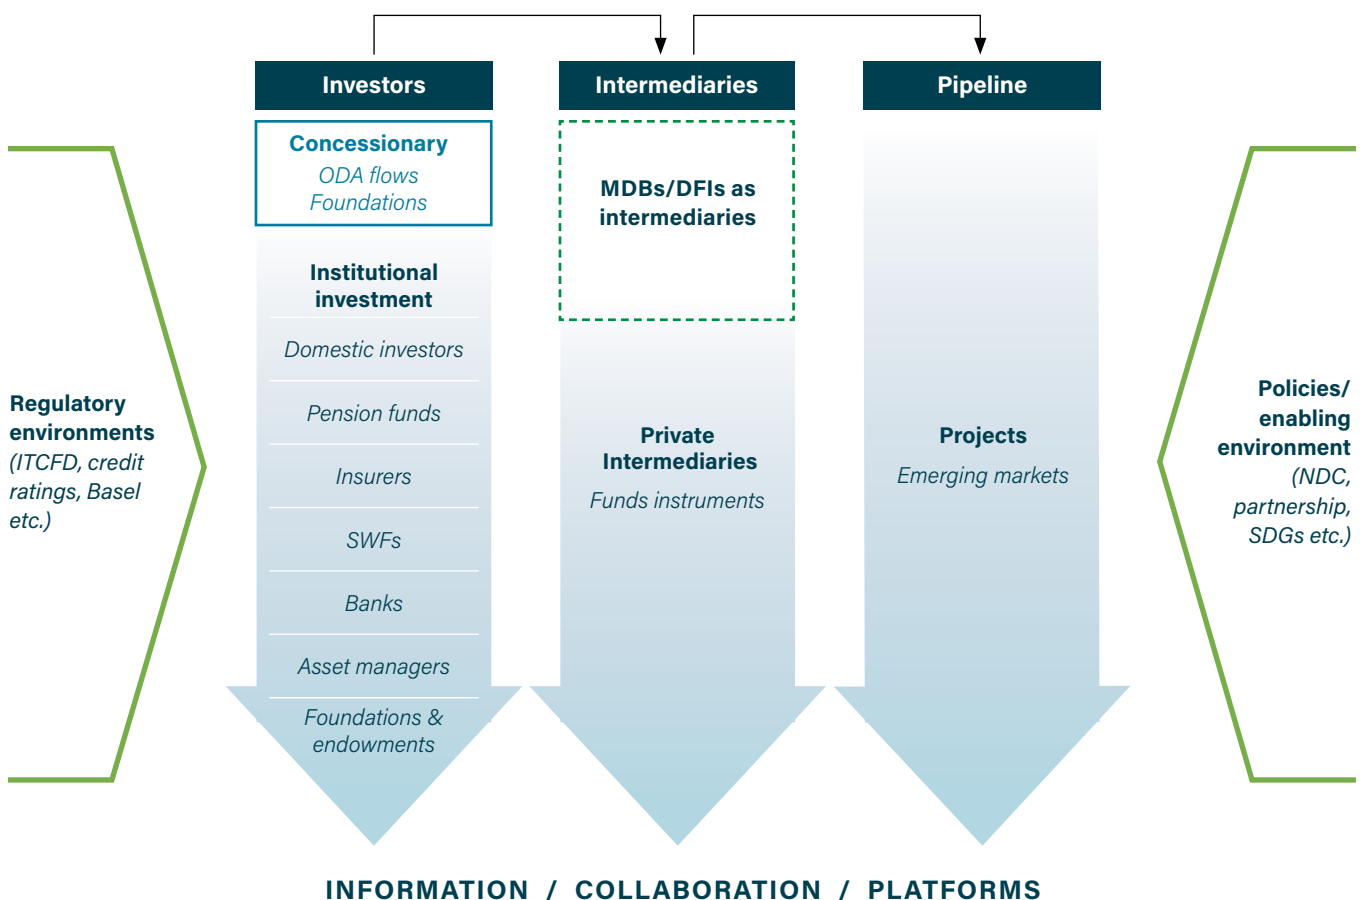 Investors
Intermediaries
Pipeline
Concessionary
ODA flows
Foundations
Institutional
investment
Domestic investors
Pension funds
Insurers
SWFs
Banks
Asset managers
Foundations &
endowments
MDBs/DFIs as
intermediaries
Private
Intermediaries
Funds instruments
Projects
Emerging markets
Regulatory
environments
(ITCFD, credit
ratings, Basel
etc.)
Policies/
enabling
environment
(NDC,
partnership,
SDGs etc.)
INFORMATION / COLLABORATION / PLATFORMS